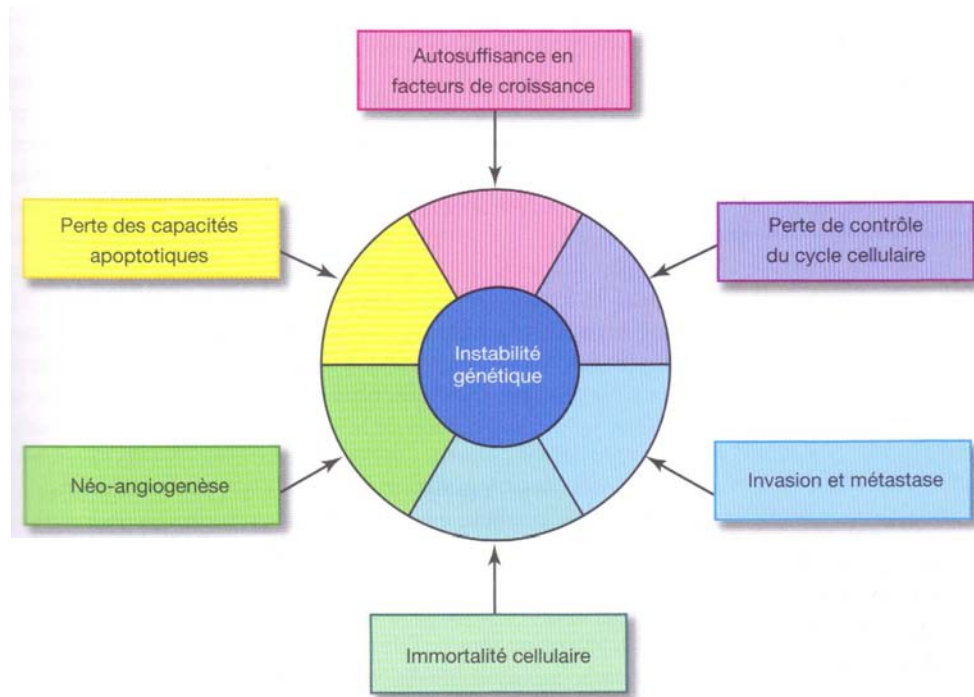 Autosuffisance en
facteurs de croissance
Perte des capacités
apoptotiques
Perte de contrôle
du cycle cellulaire
Instabilité
génétique
Néo-angiogenèse
Invasion et métastase
Immortalité cellulaire